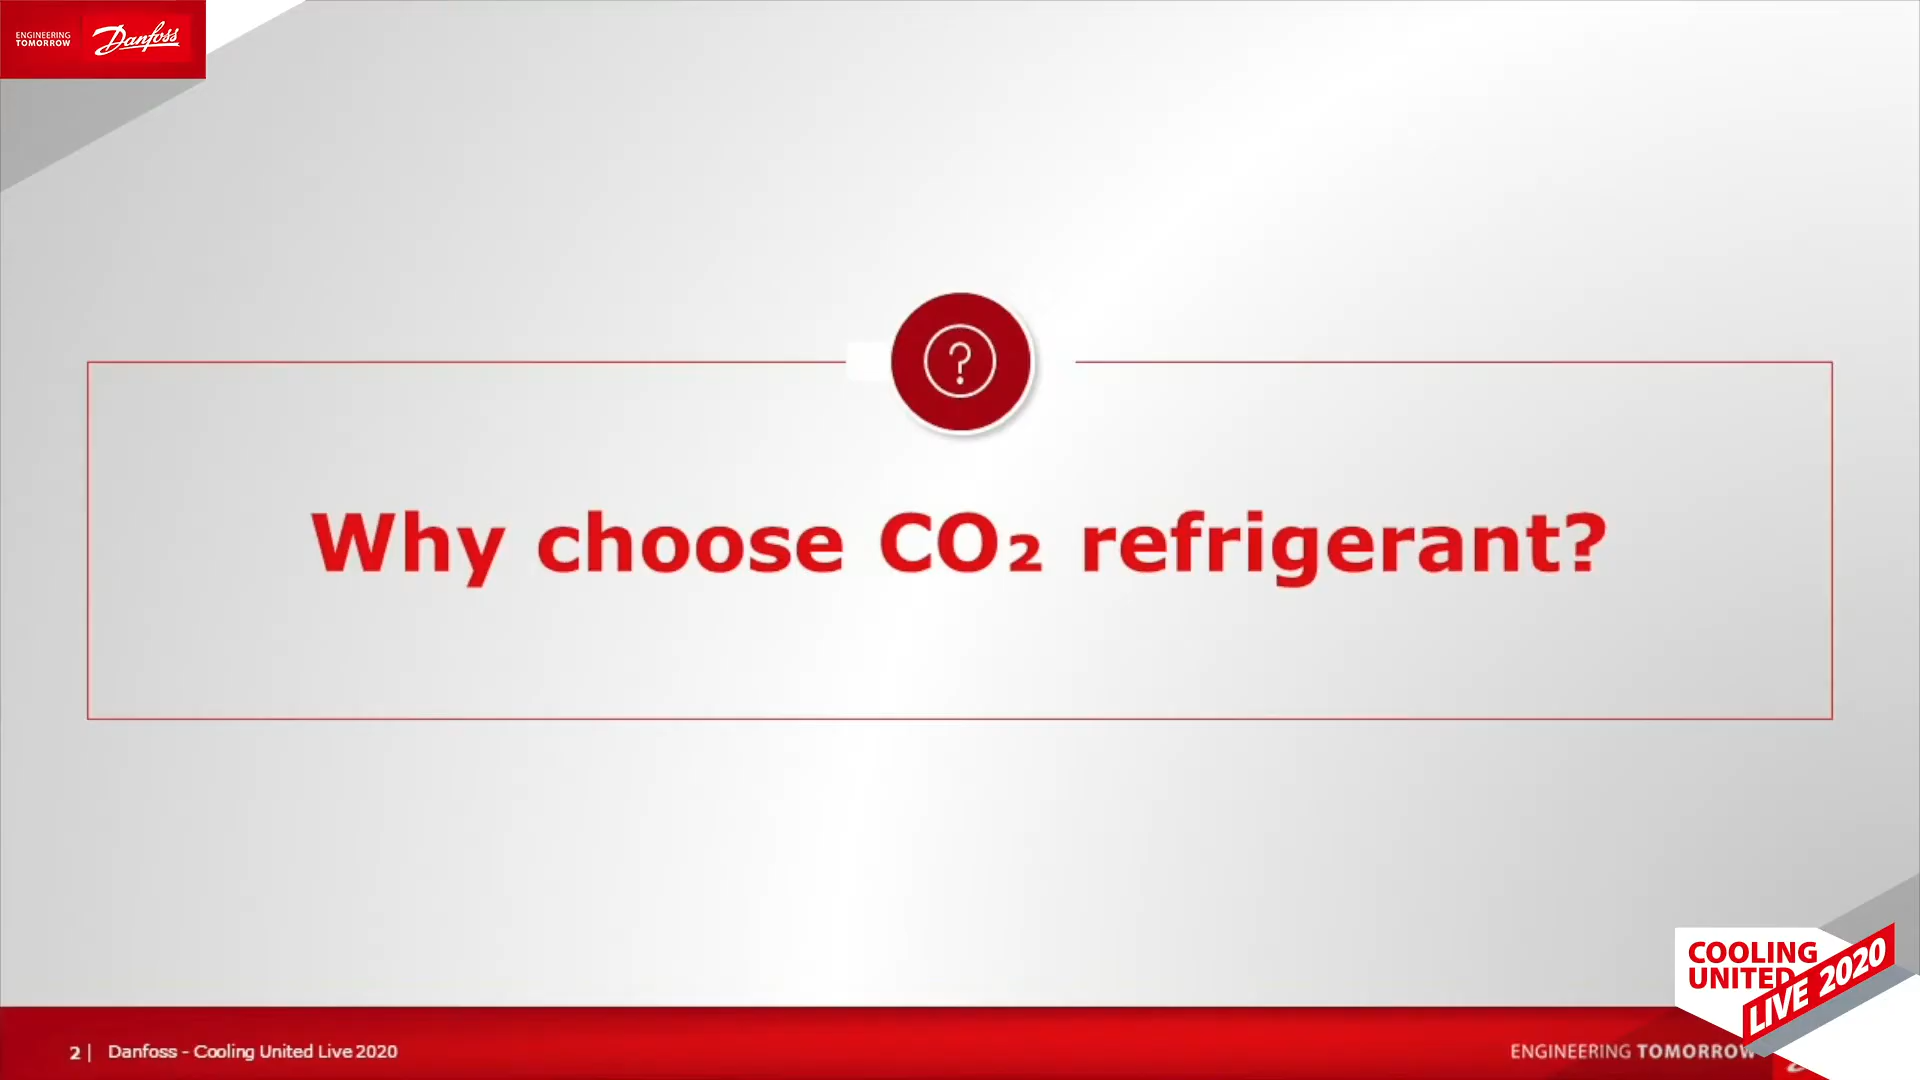 ENGINEERING
TOMORROW
Danfoss
?
Why choose CO₂ refrigerant?
COOLING
UNITED
LIVE 2020
2 | Danfoss - Cooling United Live 2020
ENGINEERING TOMORROW